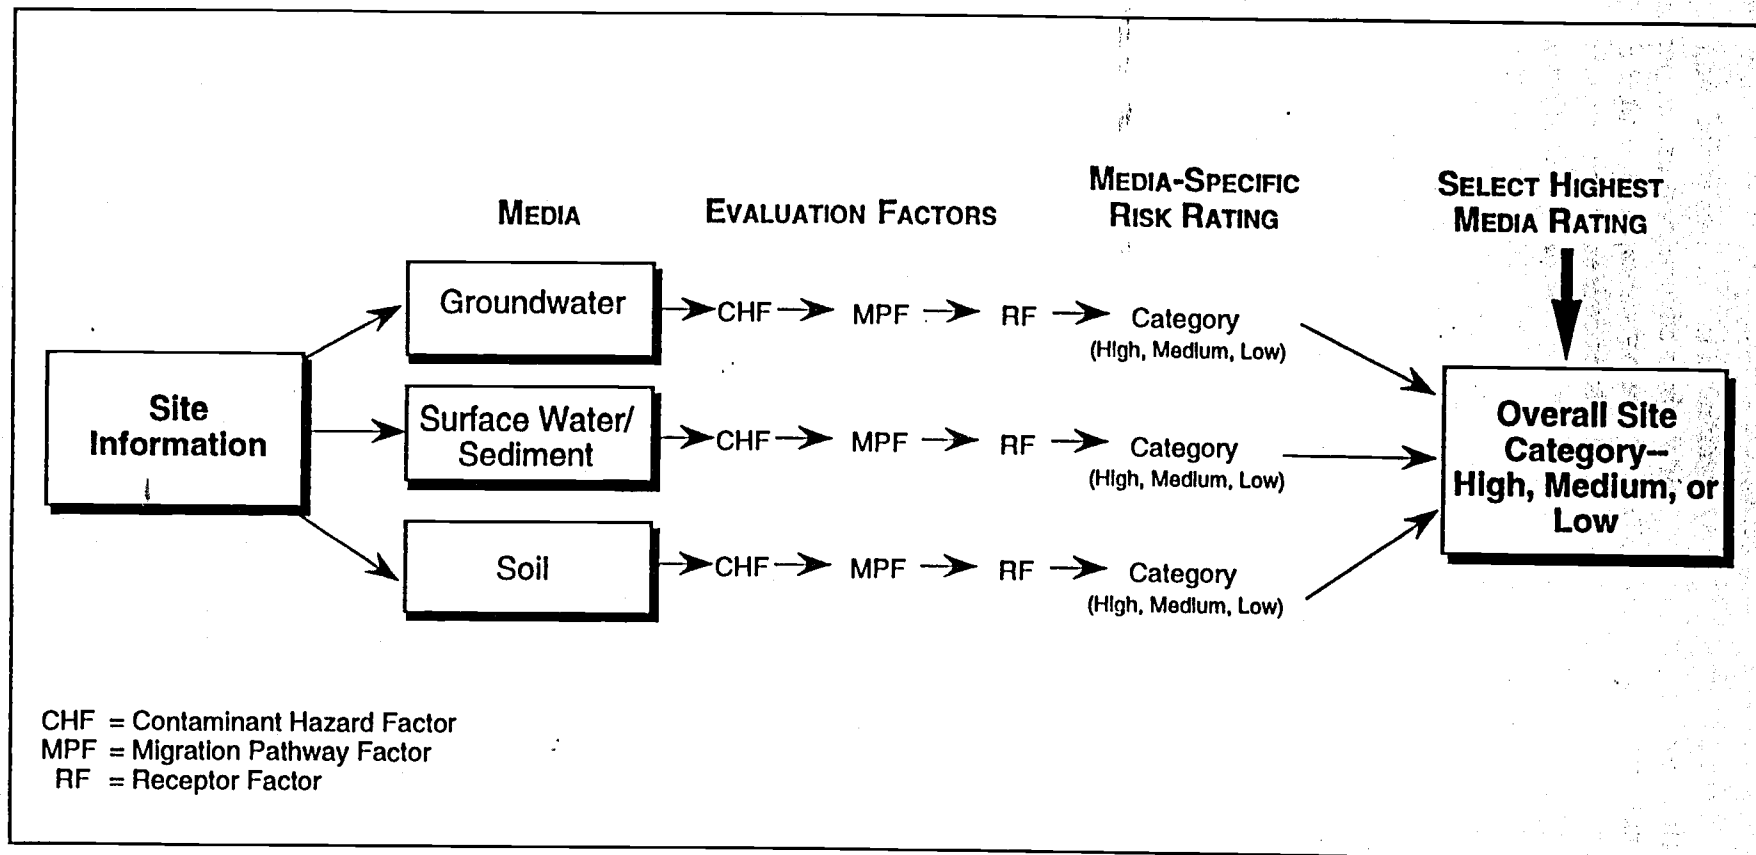 MEDIA
EVALUATION FACTORS
MEDIA-SPECIFIC
RISK RATING
SELECT HIGHEST
MEDIA RATING
Site
Information
Groundwater
CHF
MPF
RF
Category
(High, Medium, Low)
Surface Water/
Sediment
CHF
MPF
RF
Category
(High, Medium, Low)
Soil
CHF
MPF
RF
Category
(High, Medium, Low)
Overall Site
Category--
High, Medium, or
Low
CHF = Contaminant Hazard Factor
MPF = Migration Pathway Factor
RF = Receptor Factor